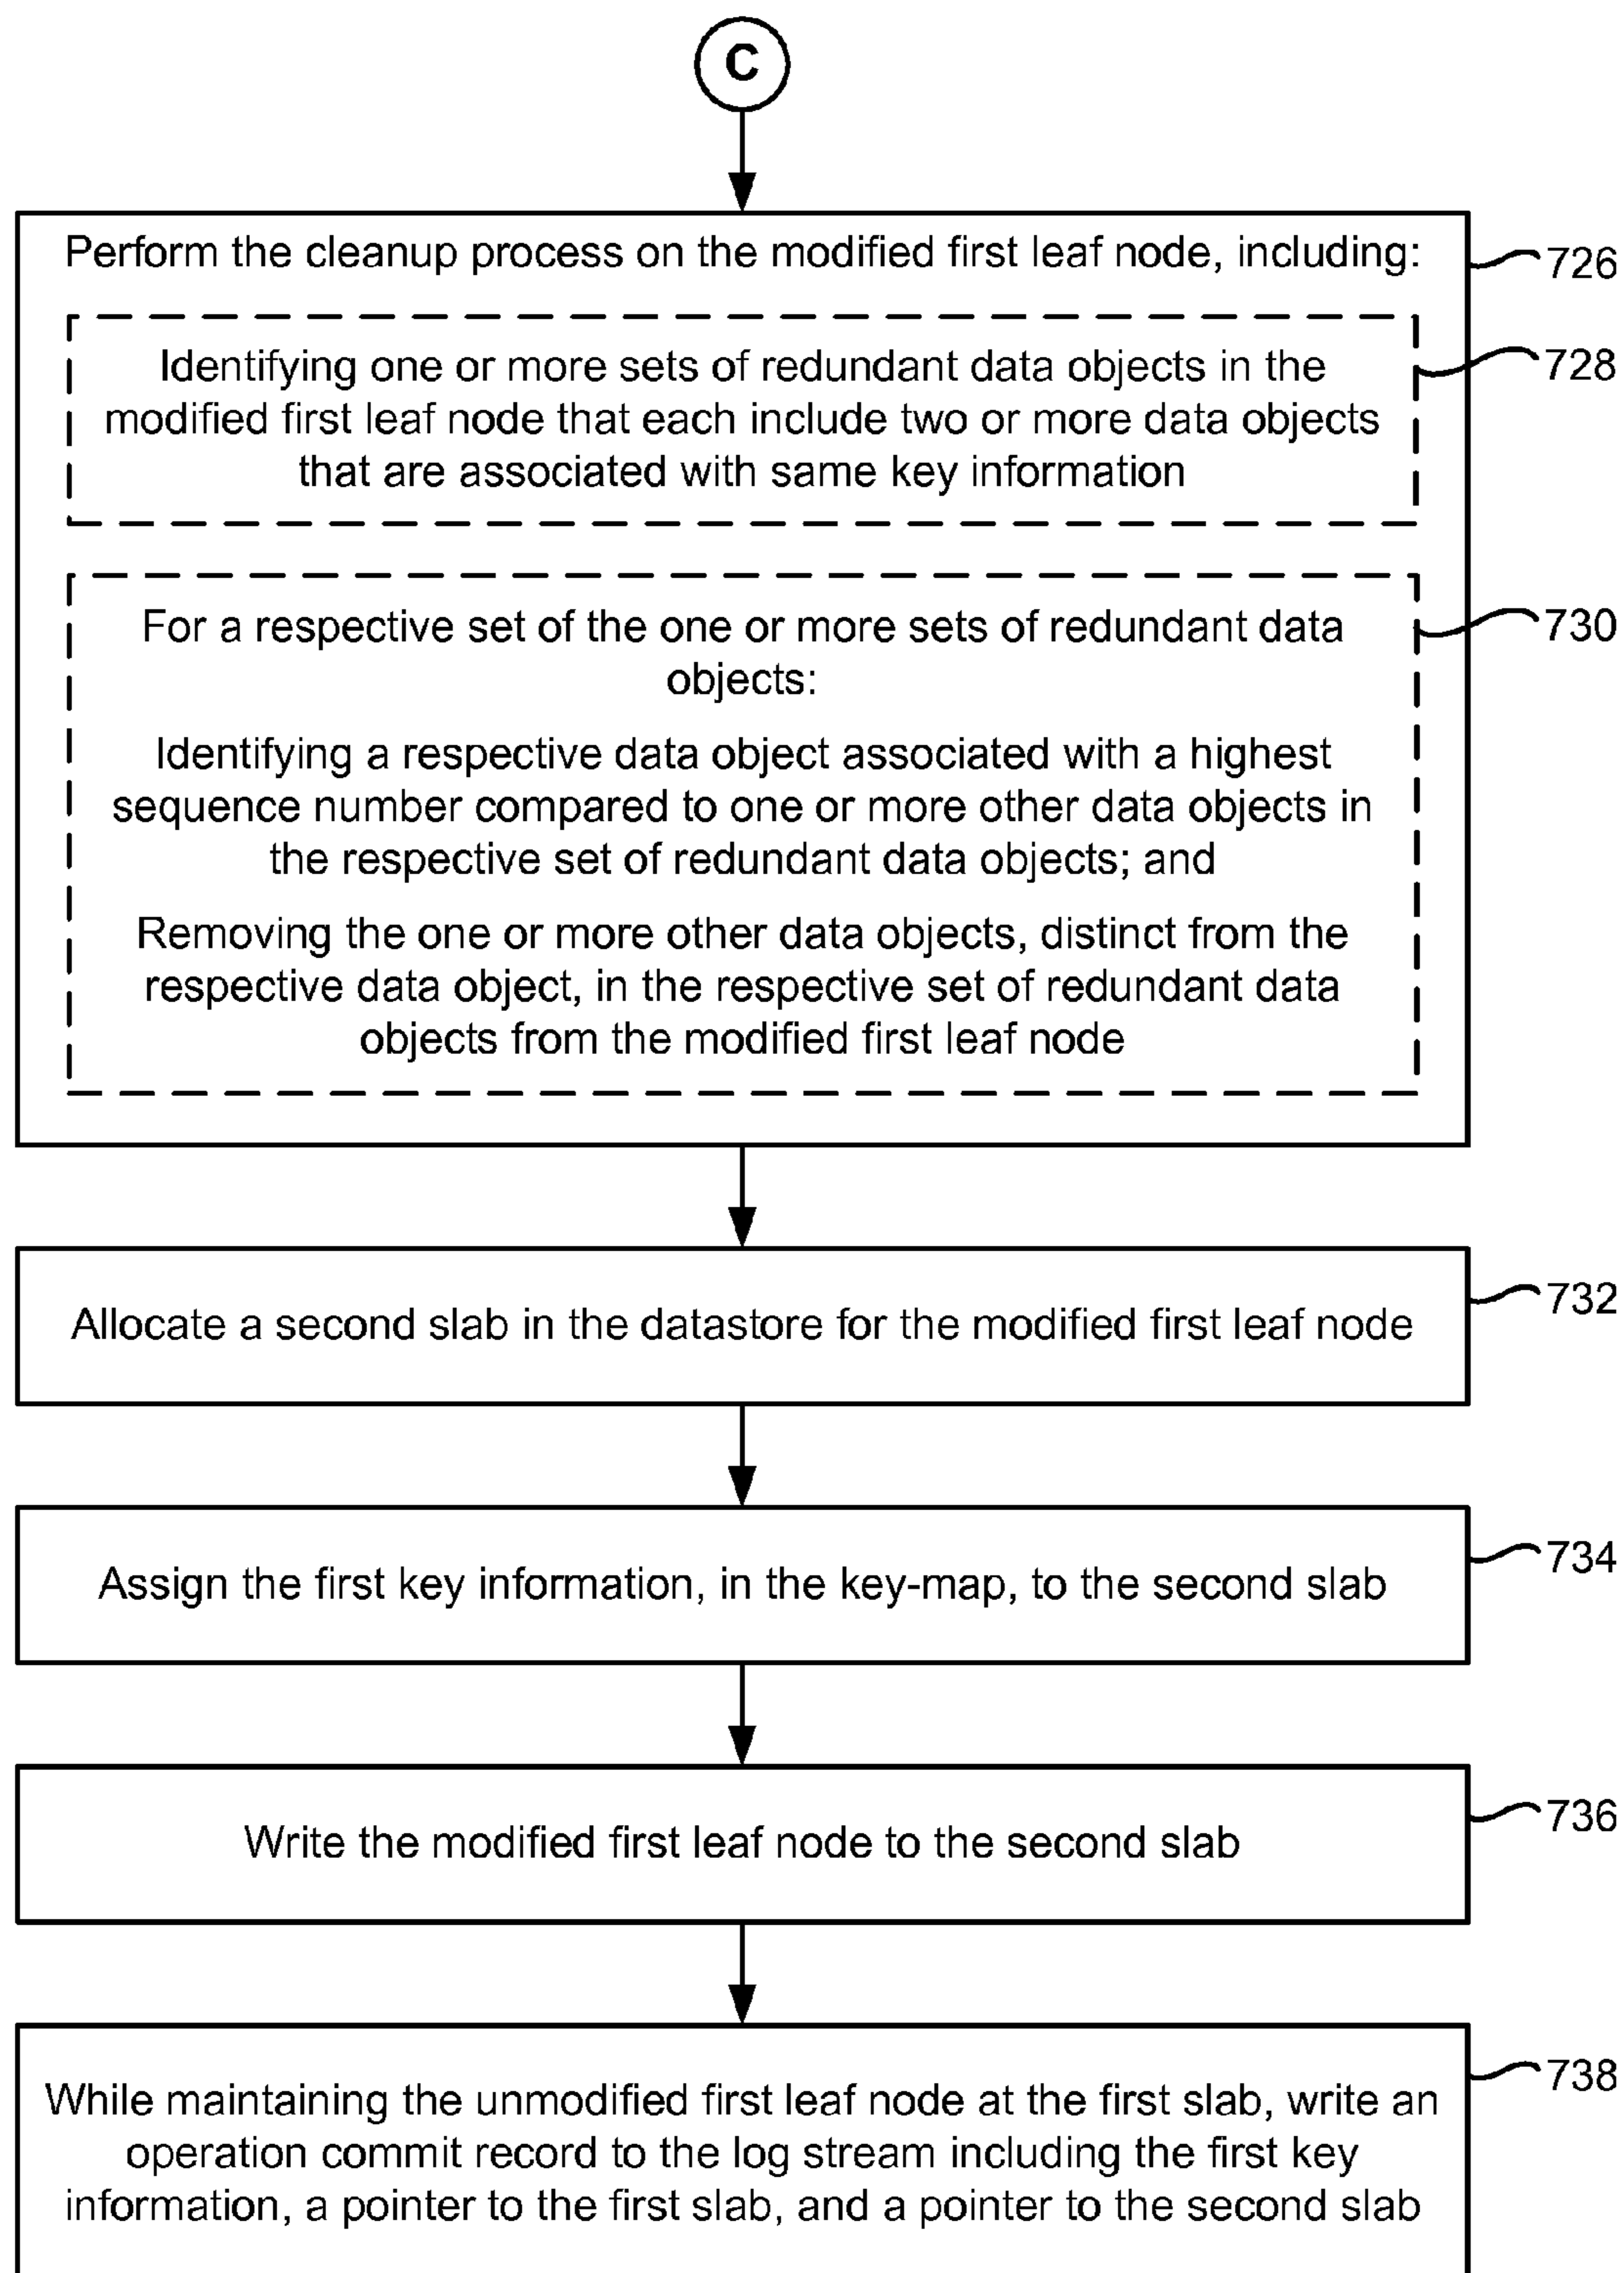 C
Perform the cleanup process on the modified first leaf node, including:
726
Identifying one or more sets of redundant data objects in the
modified first leaf node that each include two or more data objects
that are associated with same key information
728
For a respective set of the one or more sets of redundant data
objects:
730
Identifying a respective data object associated with a highest
sequence number compared to one or more other data objects in
the respective set of redundant data objects; and
Removing the one or more other data objects, distinct from the
respective data object, in the respective set of redundant data
objects from the modified first leaf node
Allocate a second slab in the datastore for the modified first leaf node
732
Assign the first key information, in the key-map, to the second slab
734
Write the modified first leaf node to the second slab
736
While maintaining the unmodified first leaf node at the first slab, write an
operation commit record to the log stream including the first key
information, a pointer to the first slab, and a pointer to the second slab
738